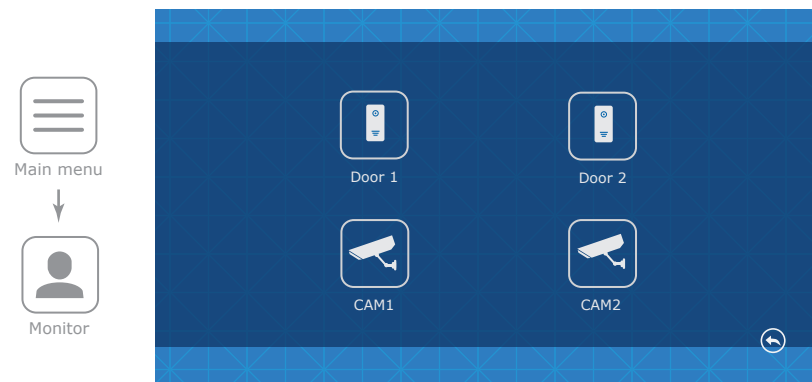 Main menu
Monitor
Door 1
Door 2
CAM1
CAM2